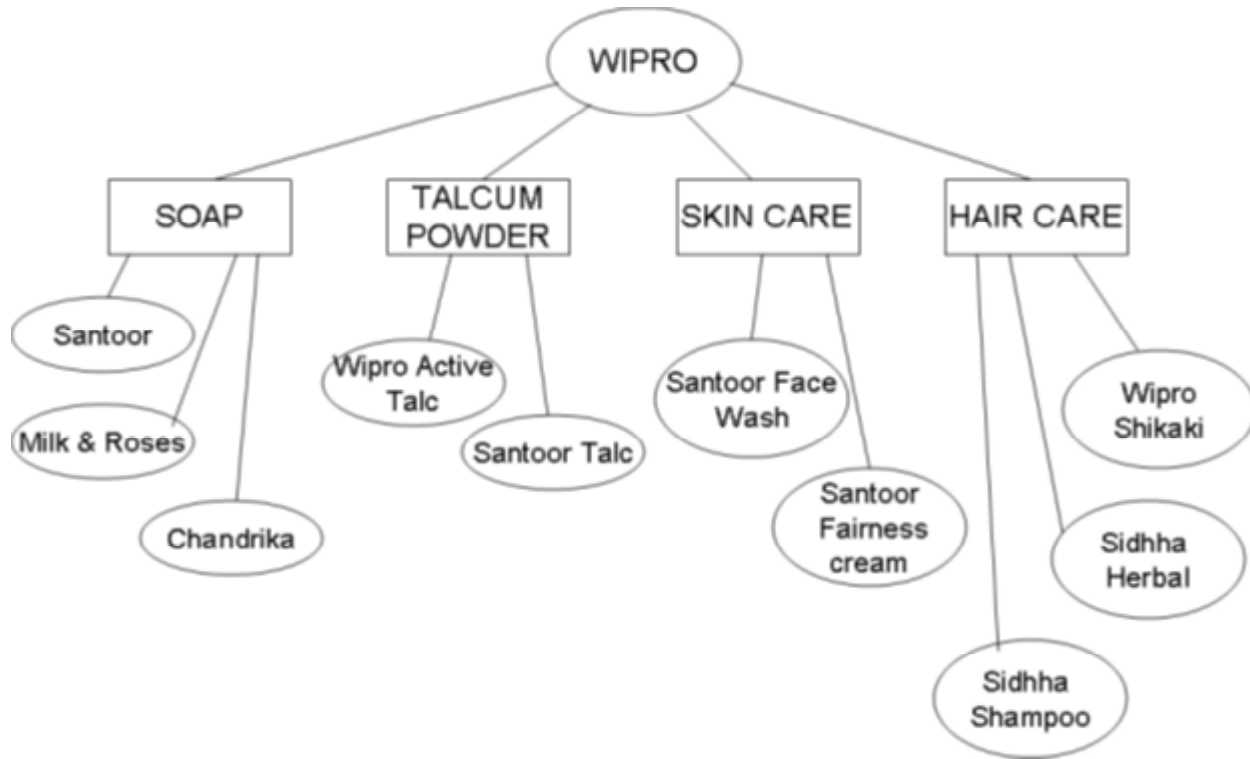 WIPRO
SOAP
TALCUM
POWDER
SKIN CARE
HAIR CARE
Santoor
Milk & Roses
Chandrika
Wipro Active
Talc
Santoor Talc
Santoor Face
Wash
Santoor
Fairness
cream
Wipro
Shikaki
Sidhha
Herbal
Sidhha
Shampoo